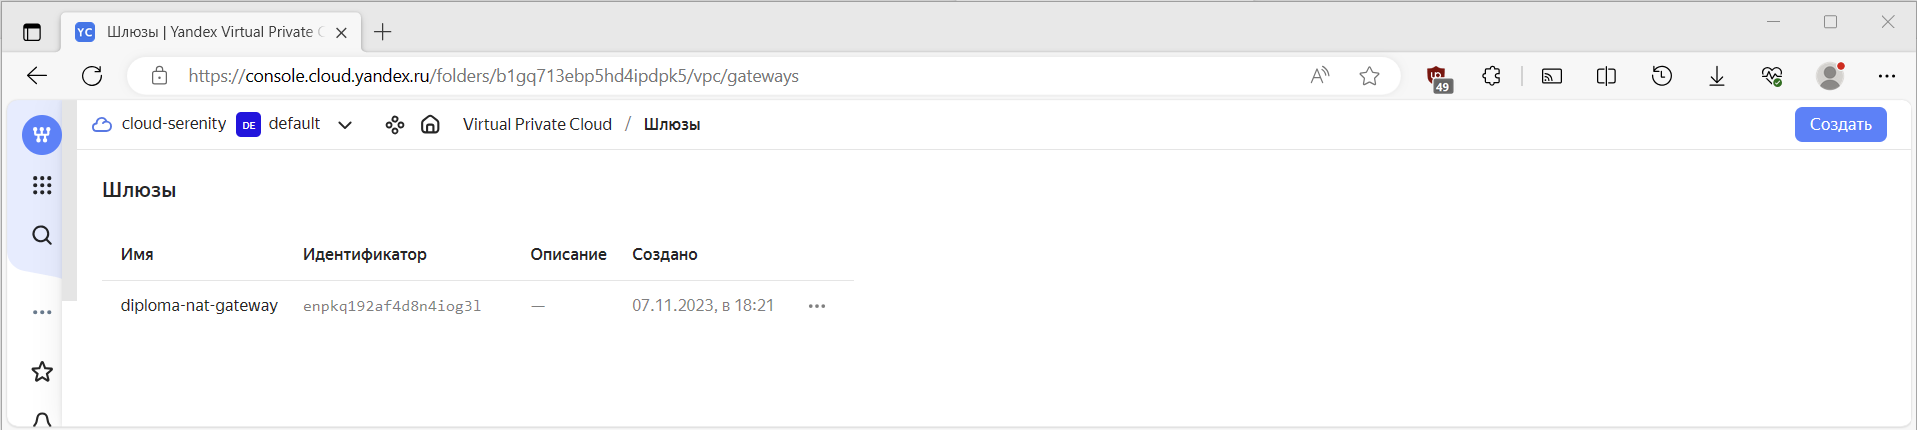 YC Шлюзы | Yandex Virtual Private C
https://console.cloud.yandex.ru/folders/b1gq713ebp5hd4ipdpk5/vpc/gateways
49
cloud-serenity DE default Virtual Private Cloud / Шлюзы Создать
Шлюзы
Имя Идентификатор Описание Создано
diploma-nat-gateway enpkq192af4d8n4iog3l — 07.11.2023, в 18:21